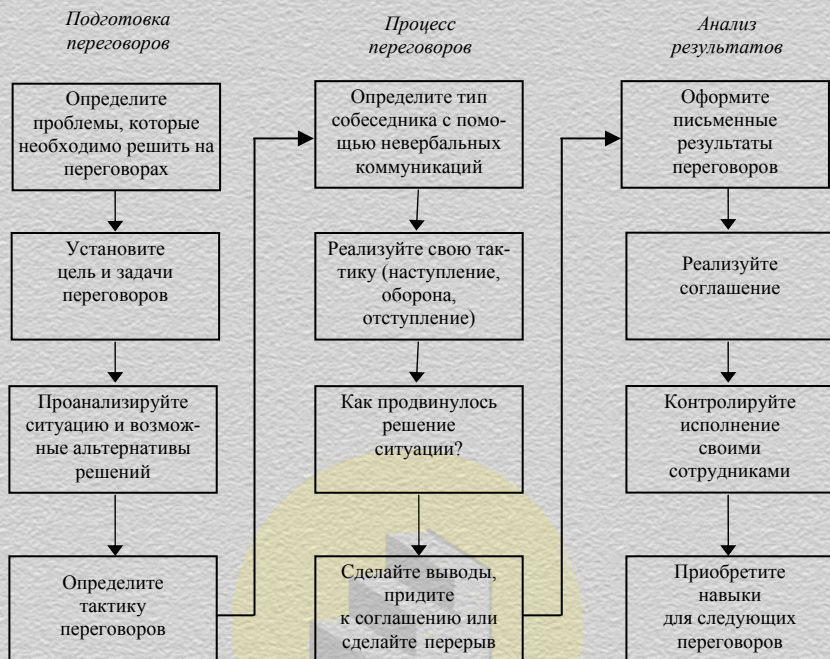 Подготовка
переговоров
Определите
проблемы, которые
необходимо решить на
переговорах
Установите
цель и задачи
переговоров
Проанализируйте
ситуацию и возмож-
ные альтернативы
решений
Определите
тактику
переговоров
Процесс
переговоров
Определите тип
собеседника с помо-
щью невербальных
коммуникаций
Реализуйте свою так-
тику (наступление,
оборона,
отступление)
Как продвинулось
решение
ситуации?
Сделайте выводы,
придите
к соглашению или
сделайте перерыв
Анализ
результатов
Оформите
письменные
результаты
переговоров
Реализуйте
соглашение
Контролируйте
исполнение
своими
сотрудниками
Приобретите
навыки
для следующих
переговоров